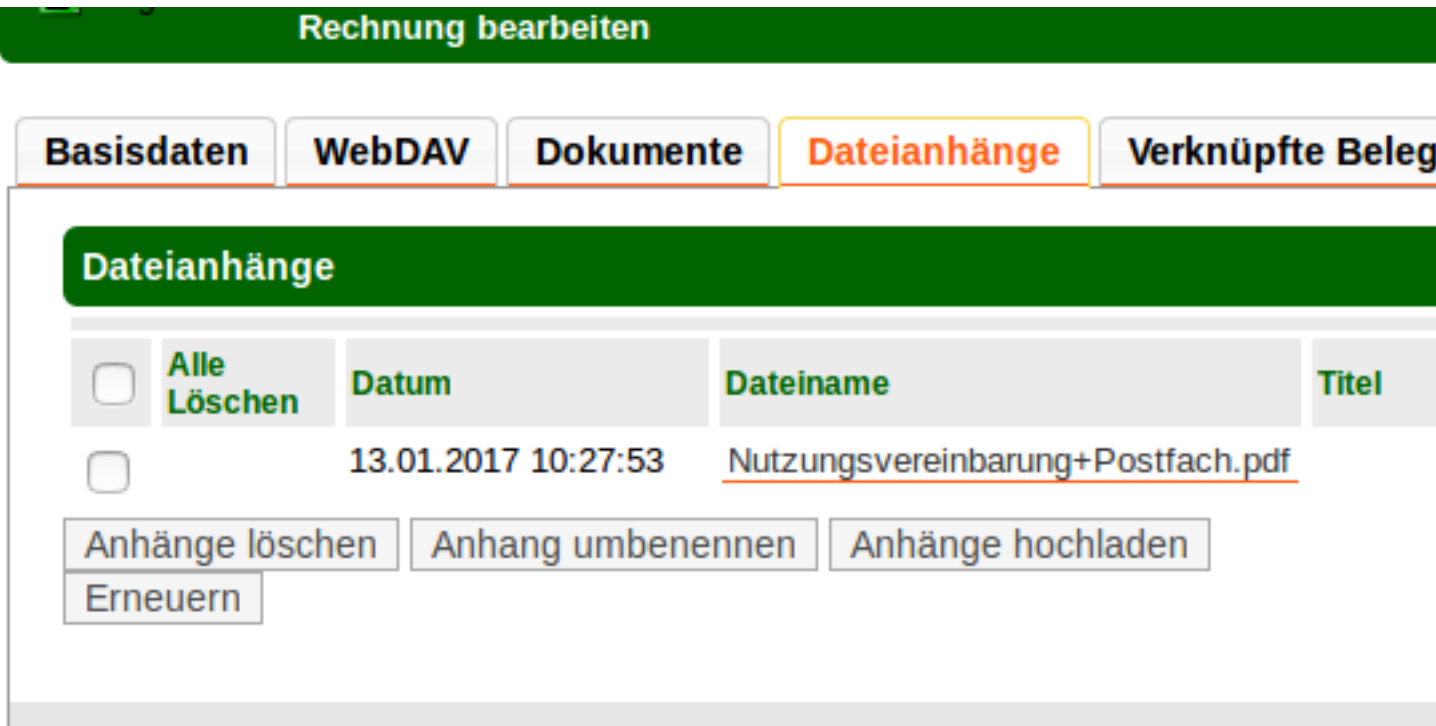 Rechnung bearbeiten
Basisdaten WebDAV Dokumente Dateianhänge Verknüpfte Beleg
Dateianhänge
Alle
Löschen Datum Dateiname Titel
13.01.2017 10:27:53 Nutzungsvereinbarung+Postfach.pdf
Anhänge löschen Anhang umbenennen Anhänge hochladen
Erneuern